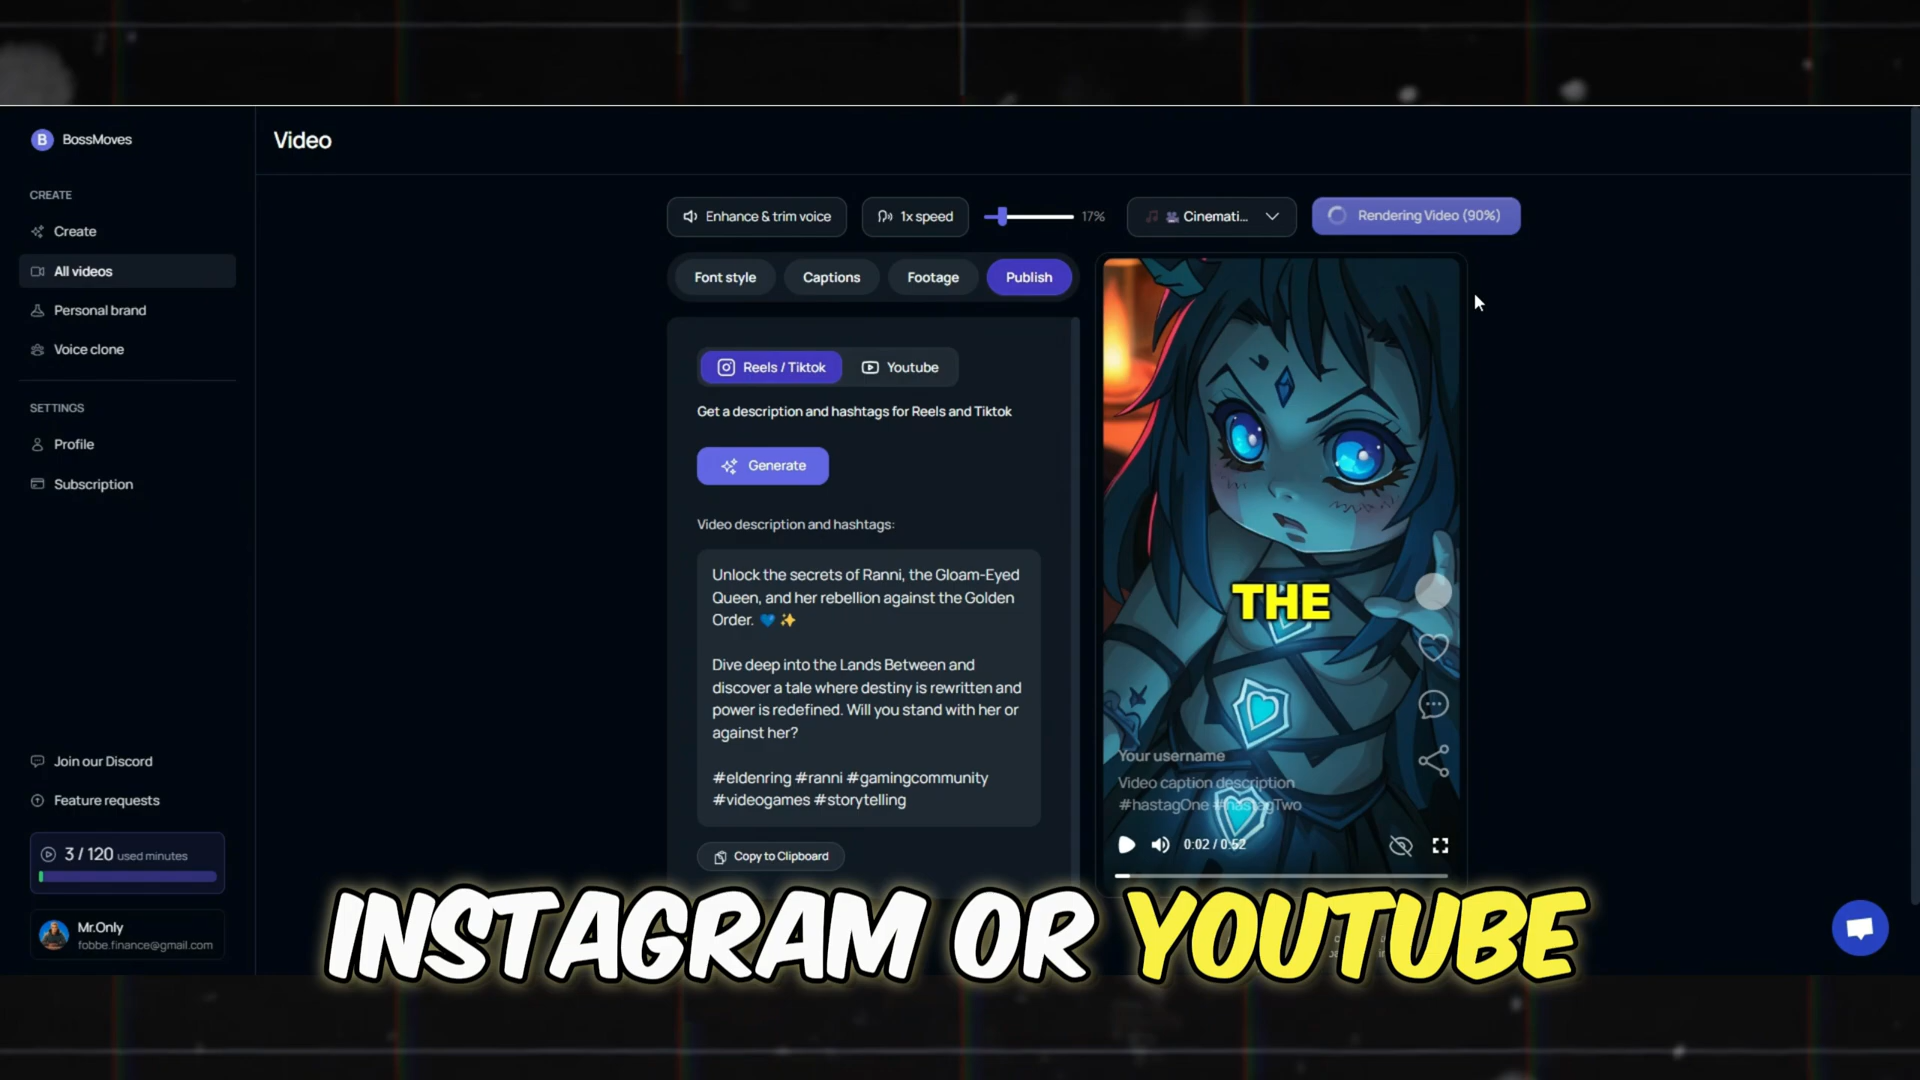 B BossMoves
Video
CREATE
Create
All videos
Personal brand
Voice clone
SETTINGS
Profile
Subscription
Join our Discord
Feature requests
3 / 120 used minutes
Mr.Only
fobbe.finance@gmail.com
Enhance & trim voice
1x speed
17%
Cinemati...
Rendering Video (90%)
Font style
Captions
Footage
Publish
Reels / Tiktok
Youtube
Get a description and hashtags for Reels and Tiktok
Generate
Video description and hashtags:
Unlock the secrets of Ranni, the Gloam-Eyed
Queen, and her rebellion against the Golden
Order. 💙 ✨
Dive deep into the Lands Between and
discover a tale where destiny is rewritten and
power is redefined. Will you stand with her or
against her?
#eldenring #ranni #gamingcommunity
#videogames #storytelling
Copy to Clipboard
THE
Your username
Video caption description
#hastagOne #hastagTwo
0:02 / 0:52
INSTAGRAM OR YOUTUBE